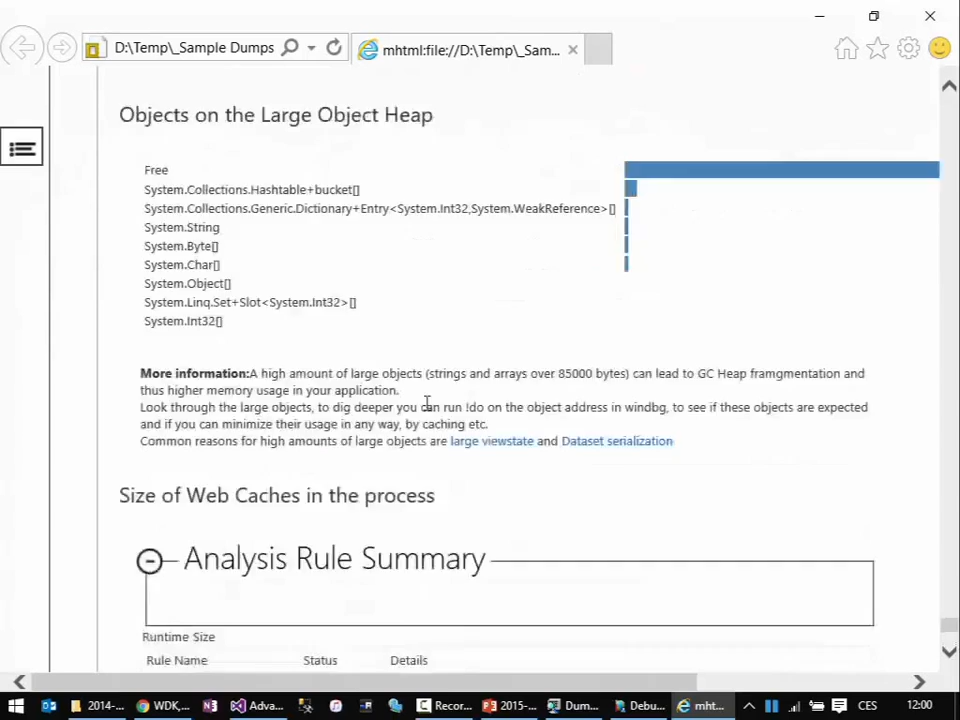 D:\Temp\_Sample Dumps
mhtml:file://D:\Temp\_Sam...
Objects on the Large Object Heap
Free
System.Collections.Hashtable+bucket[]
System.Collections.Generic.Dictionary+Entry<System.Int32,System.WeakReference>[]
System.String
System.Byte[]
System.Char[]
System.Object[]
System.Linq.Set+Slot<System.Int32>[]
System.Int32[]
More information:A high amount of large objects (strings and arrays over 85000 bytes) can lead to GC Heap framgmentation and
thus higher memory usage in your application.
Look through the large objects, to dig deeper you can run !do on the object address in windbg, to see if these objects are expected
and if you can minimize their usage in any way, by caching etc.
Common reasons for high amounts of large objects are large viewstate and Dataset serialization
Size of Web Caches in the process
Analysis Rule Summary
Runtime Size
Rule Name Status Details
2014-... WDK,... Adva... Recor... 2015-... Dum... Debu... mht... CES 12:00